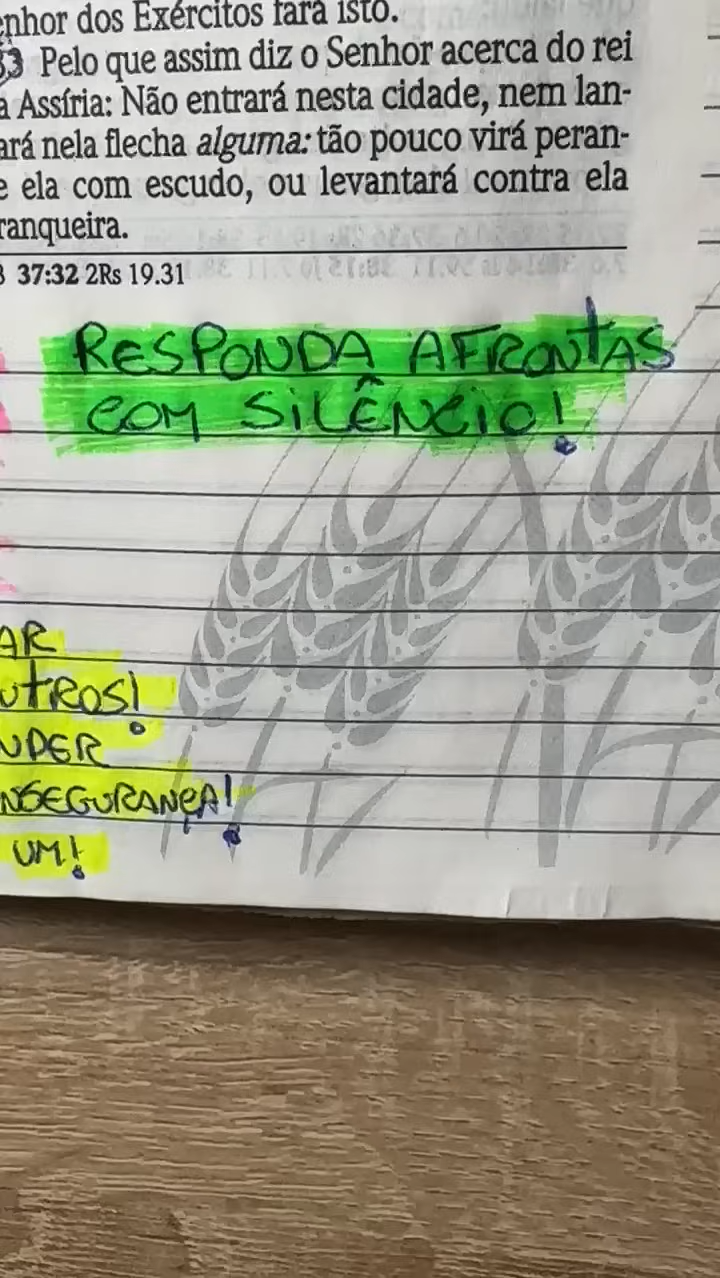 nhor dos Exércitos fará isto.
33 Pelo que assim diz o Senhor acerca do rei
a Assíria: Não entrará nesta cidade, nem lan-
ará nela flecha alguma: tão pouco virá peran-
e ela com escudo, ou levantará contra ela
ranqueira.
37:32 2Rs 19.31
RESPONDA AFRONTAS
COM SILÊNCIO!
AR
UTROS!
NDER
NSEGURANÇA!
UM!